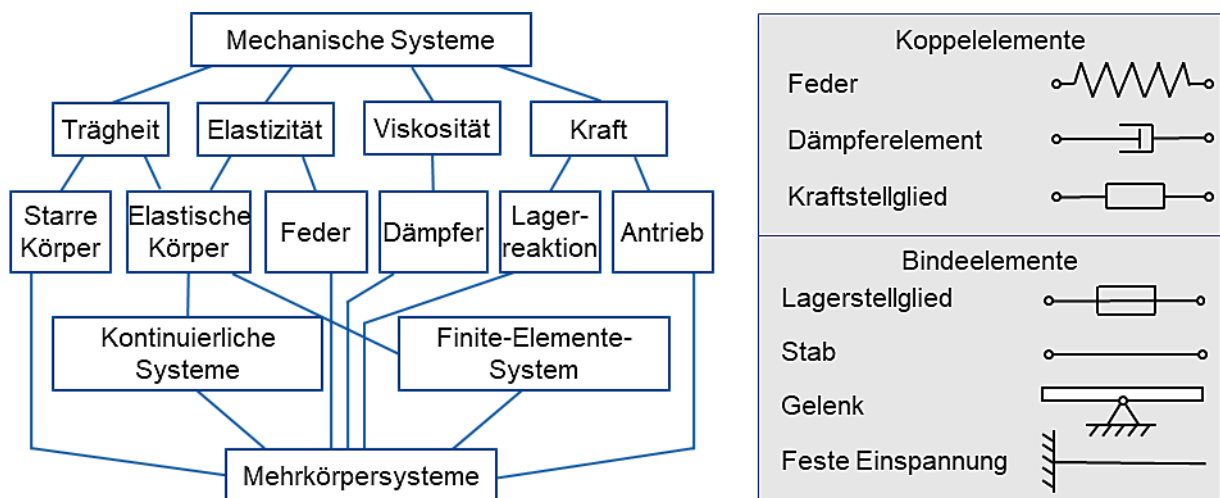 Mechanische Systeme
Trägheit
Elastizität
Viskosität
Kraft
Starre
Körper
Elastische
Körper
Feder
Dämpfer
Lager-
reaktion
Antrieb
Kontinuierliche
Systeme
Finite-Elemente-
System
Mehrkörpersysteme
Koppelelemente
Feder
Dämpferelement
Kraftstellglied
Bindeelemente
Lagerstellglied
Stab
Gelenk
Feste Einspannung